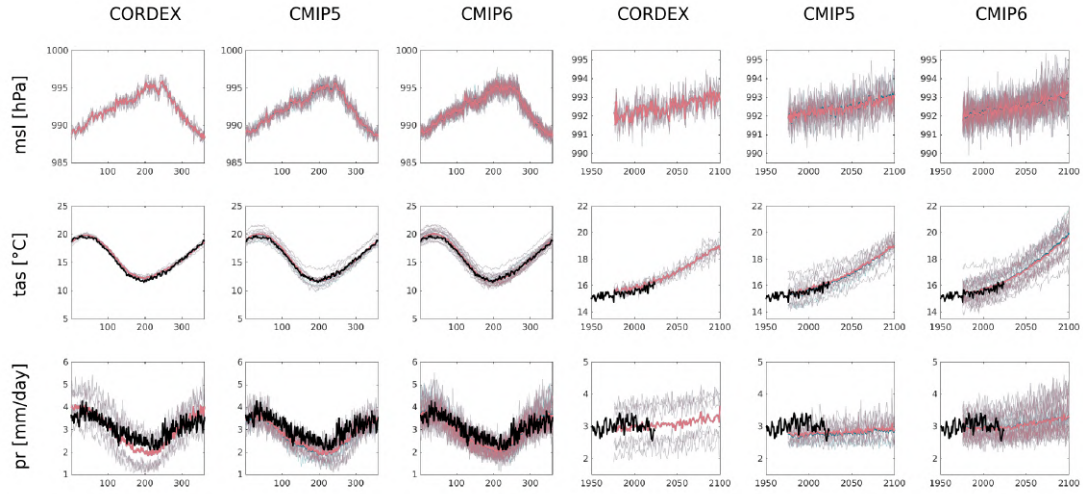 CORDEX CMIP5 CMIP6 CORDEX CMIP5 CMIP6
msl [hPa]
1000 1000 1000 995 995 995
994 994 994
995 995 995 993 993 993
992 992 992
990 990 990 991 991 991
990 990 990
985 985 985
100 200 300 100 200 300 100 200 300 1950 2000 2050 2100 1950 2000 2050 2100 1950 2000 2050 2100
tas [°C]
25 25 25 22 22 22
20 20 20 20 20 20
15 15 15 18 18 18
10 10 10 16 16 16
5 5 5 14 14 14
100 200 300 100 200 300 100 200 300 1950 2000 2050 2100 1950 2000 2050 2100 1950 2000 2050 2100
pr [mm/day]
6 6 6 5 5 5
5 5 5 4 4 4
4 4 4
3 3 3 3 3 3
2 2 2 2 2 2
1 1 1
100 200 300 100 200 300 100 200 300 1950 2000 2050 2100 1950 2000 2050 2100 1950 2000 2050 2100